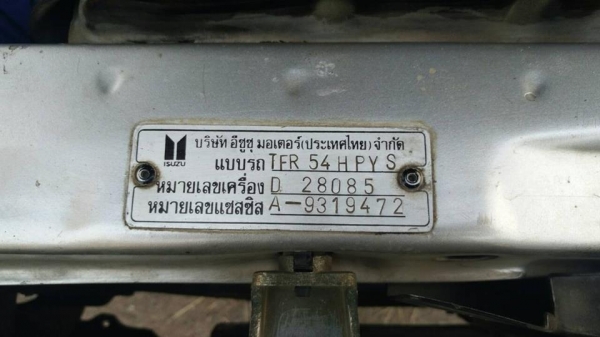 บริษัท อีซูซุ มอเตอร์(ประเทศไทย)จำกัด
ISUZU
แบบรถ TFR 54 HPY S
หมายเลขเครื่อง D 28085
หมายเลขแชสซิส A-9319472